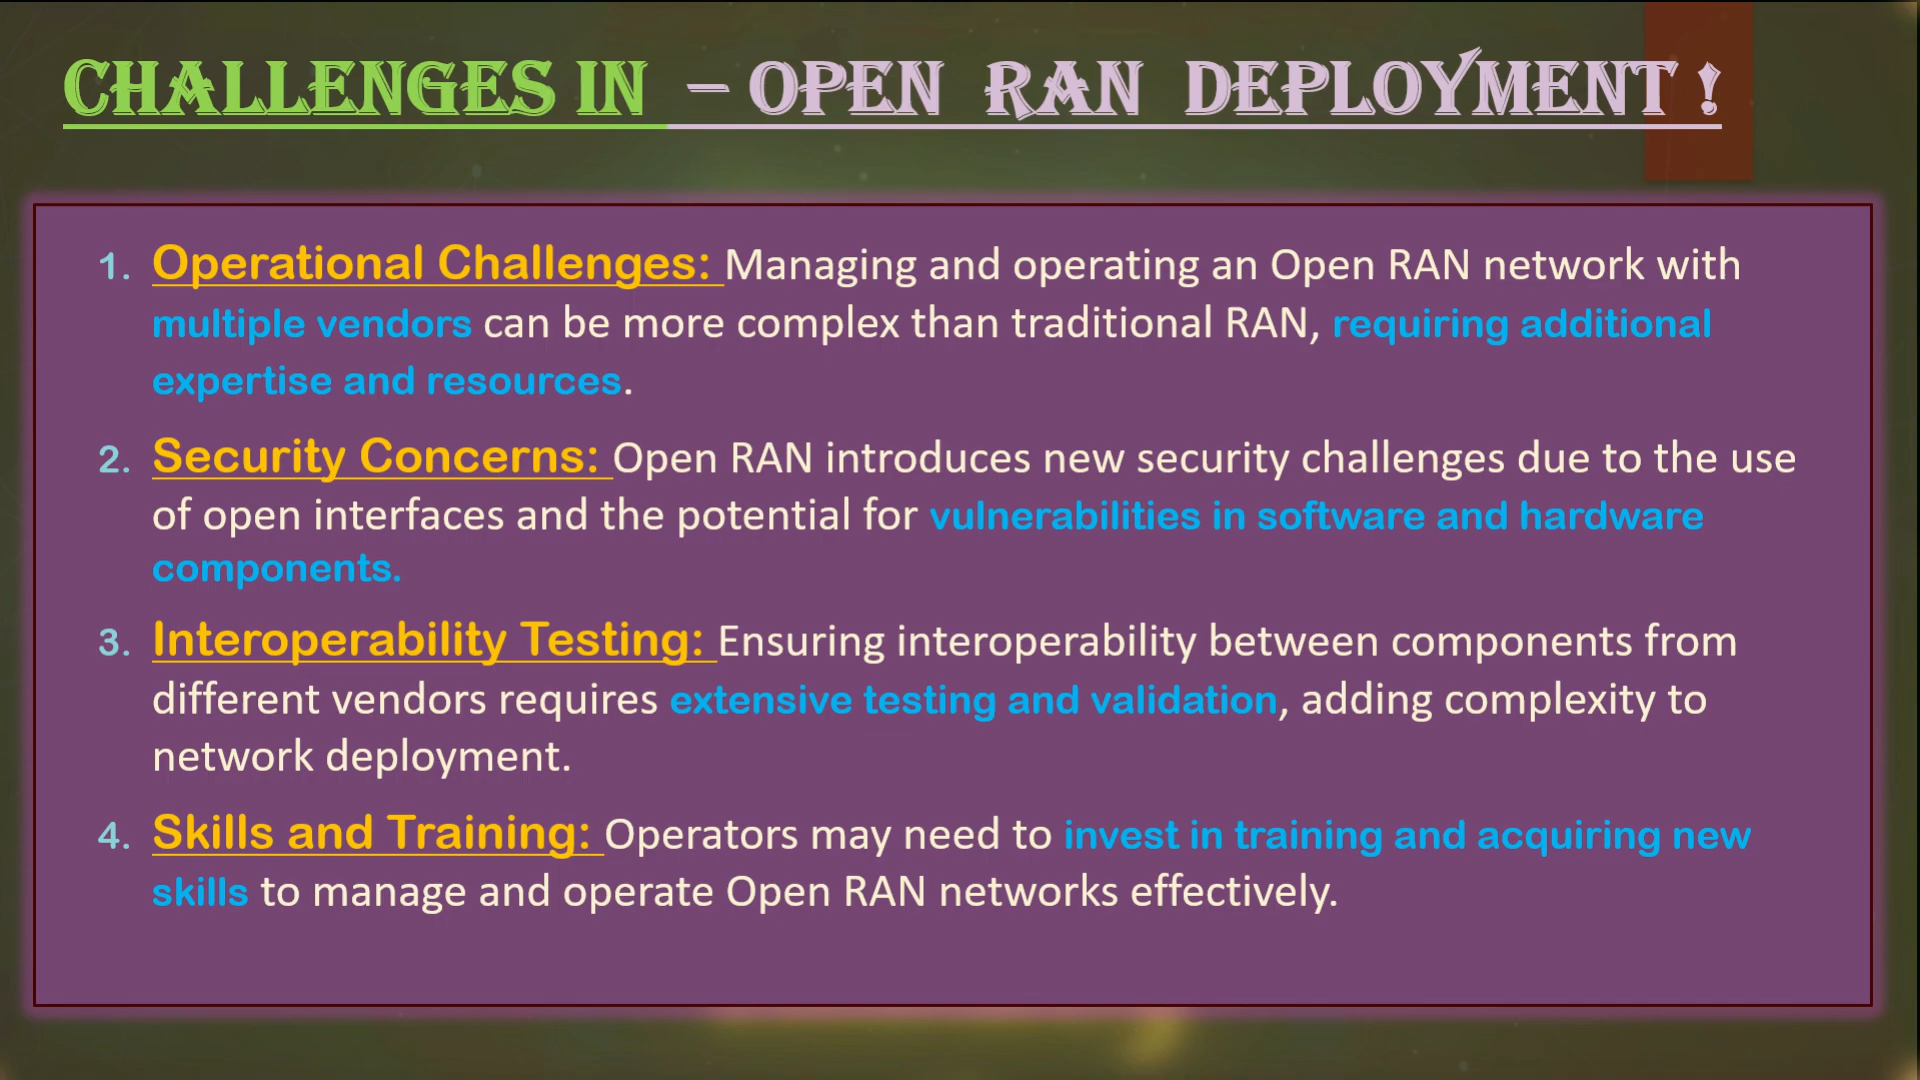 CHALLENGES IN – OPEN RAN DEPLOYMENT !
1. Operational Challenges: Managing and operating an Open RAN network with
multiple vendors can be more complex than traditional RAN, requiring additional
expertise and resources.
2. Security Concerns: Open RAN introduces new security challenges due to the use
of open interfaces and the potential for vulnerabilities in software and hardware
components.
3. Interoperability Testing: Ensuring interoperability between components from
different vendors requires extensive testing and validation, adding complexity to
network deployment.
4. Skills and Training: Operators may need to invest in training and acquiring new
skills to manage and operate Open RAN networks effectively.